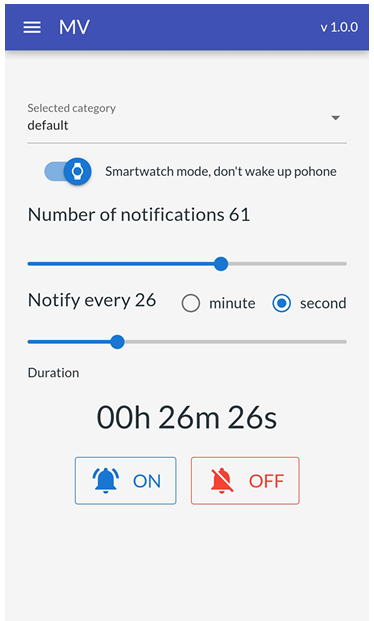 MV
v 1.0.0
Selected category
default
Smartwatch mode, don't wake up pohone
Number of notifications 61
Notify every 26
minute
second
Duration
00h 26m 26s
ON
OFF